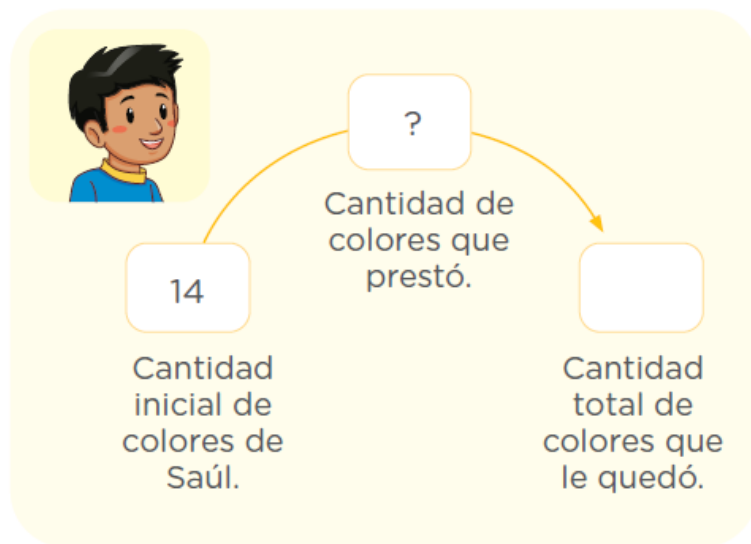 ?
Cantidad de
colores que
prestó.
14
Cantidad
inicial de
colores de
Saúl.
Cantidad
total de
colores que
le quedó.